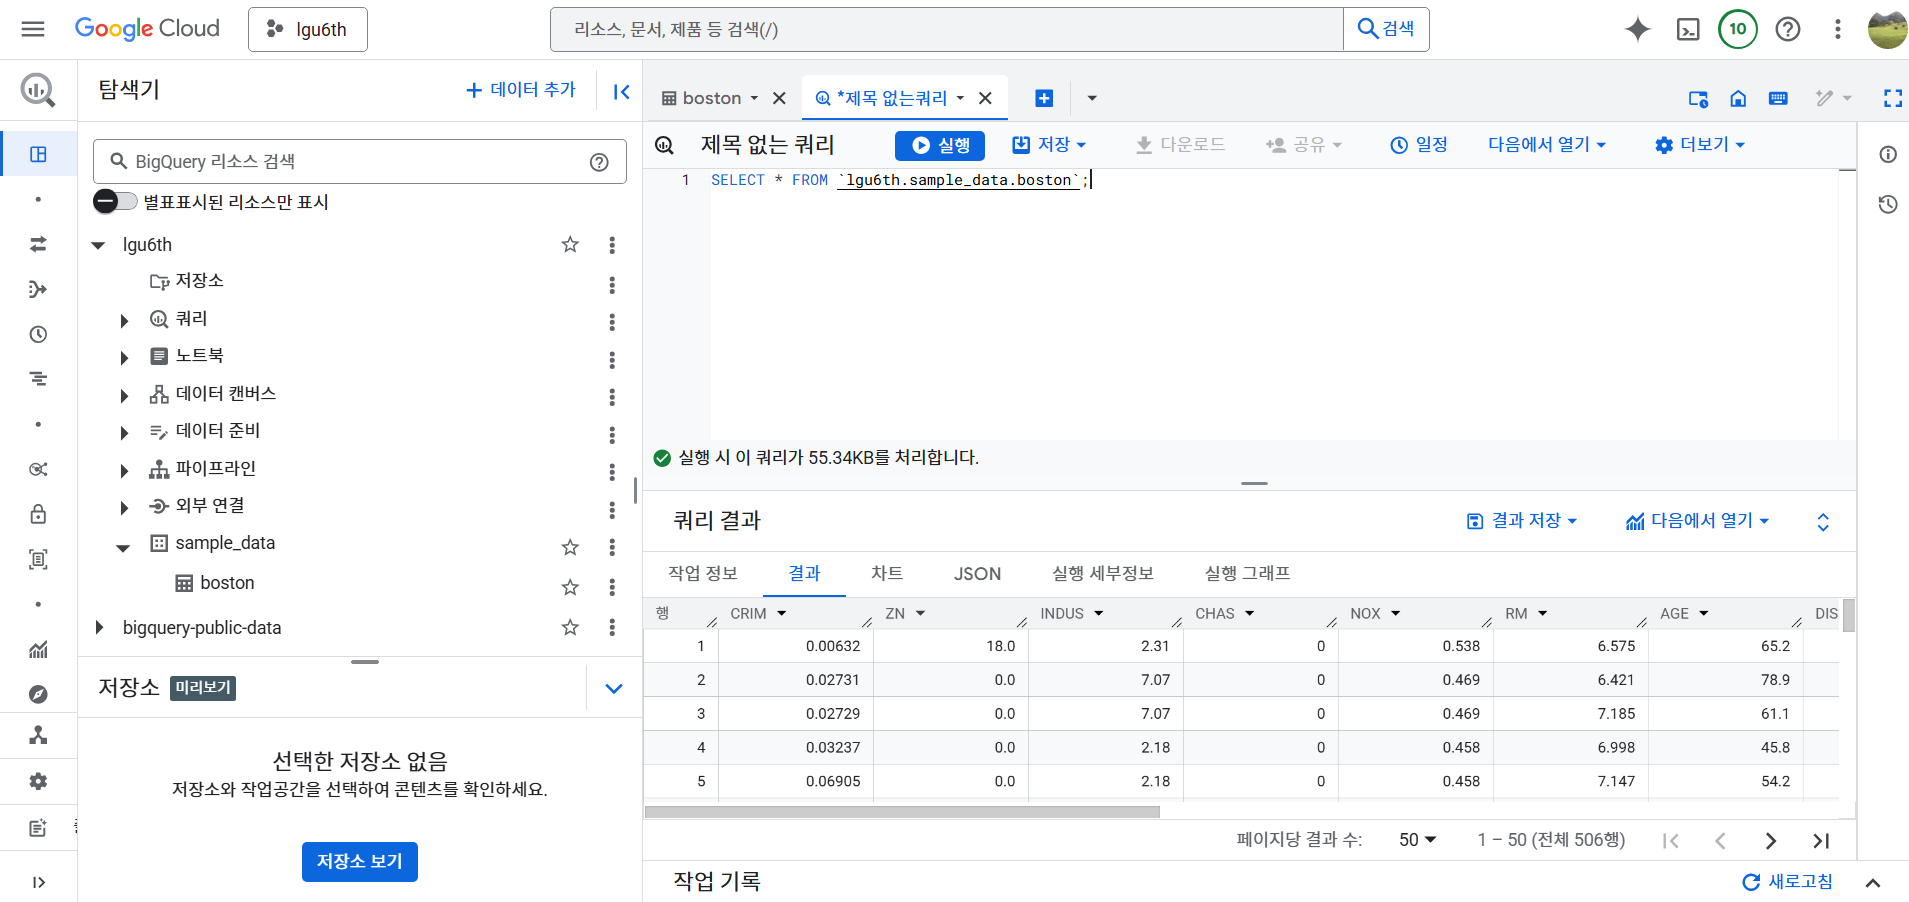 Google Cloud
lgu6th
리소스, 문서, 제품 등 검색(/)
검색
10
탐색기
데이터 추가
BigQuery 리소스 검색
별표표시된 리소스만 표시
lgu6th
저장소
쿼리
노트북
데이터 캔버스
데이터 준비
파이프라인
외부 연결
sample_data
boston
bigquery-public-data
저장소 미리보기
선택한 저장소 없음
저장소와 작업공간을 선택하여 콘텐츠를 확인하세요.
저장소 보기
boston
*제목 없는쿼리
제목 없는 쿼리
실행
저장
다운로드
공유
일정
다음에서 열기
더보기
1 SELECT * FROM `lgu6th.sample_data.boston`;
실행 시 이 쿼리가 55.34KB를 처리합니다.
쿼리 결과
결과 저장
다음에서 열기
작업 정보 결과 차트 JSON 실행 세부정보 실행 그래프
행 CRIM ZN INDUS CHAS NOX RM AGE DIS
1 0.00632 18.0 2.31 0 0.538 6.575 65.2
2 0.02731 0.0 7.07 0 0.469 6.421 78.9
3 0.02729 0.0 7.07 0 0.469 7.185 61.1
4 0.03237 0.0 2.18 0 0.458 6.998 45.8
5 0.06905 0.0 2.18 0 0.458 7.147 54.2
페이지당 결과 수: 50 1 – 50 (전체 506행)
작업 기록
새로고침